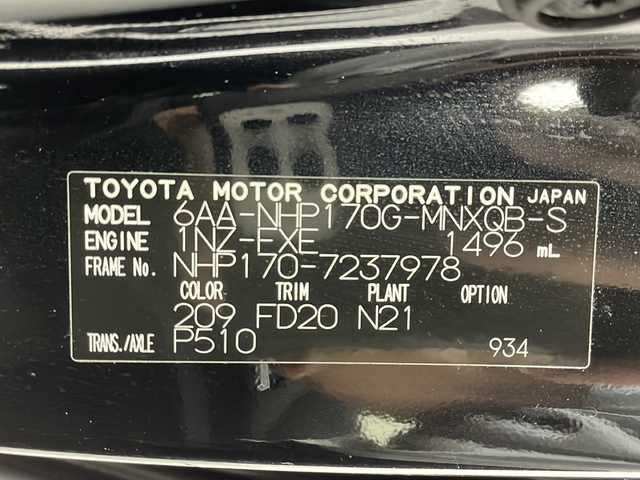 TOYOTA MOTOR CORPORATION JAPAN
MODEL 6AA-NHP170G-MNXQB-S
ENGINE 1NZ-FXE 1496 mL
FRAME No. NHP170-7237978
COLOR TRIM PLANT OPTION
209 FD20 N21
TRANS./AXLE P510 934